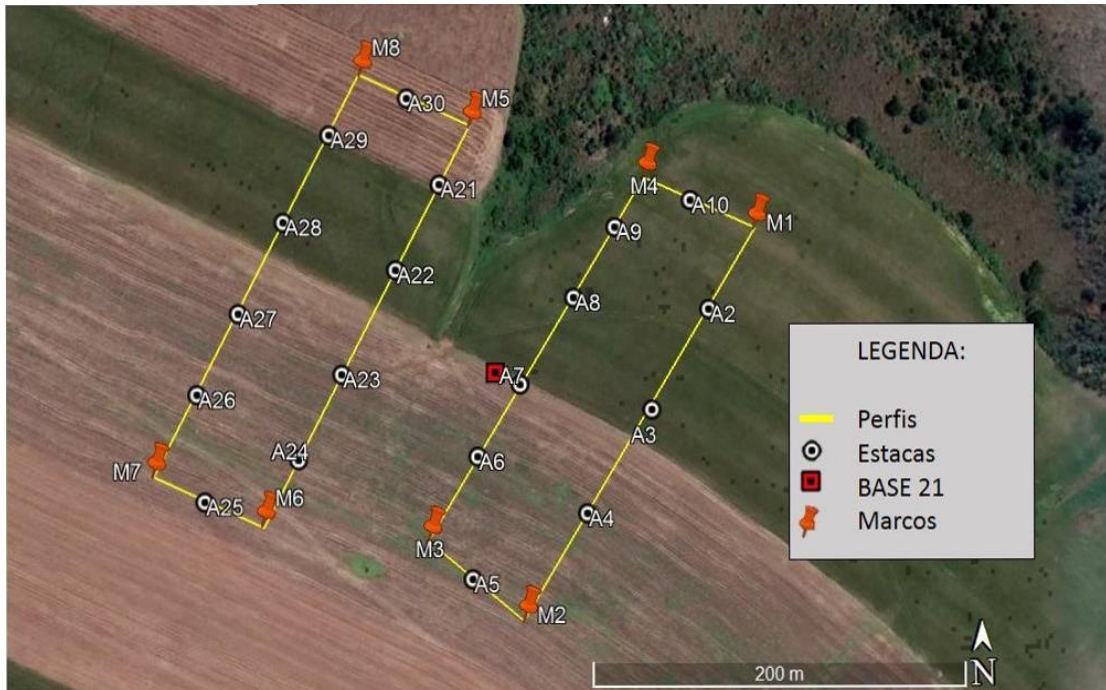 M8
A30
M5
A29
M4
A10
A21
M1
A9
A28
A22
A8
A2
A27
LEGENDA:
A7
A23
A26
A3
Perfis
A24
A6
Estacas
M7
A25
M6
A4
BASE 21
M3
Marcos
A5
M2
200 m
N